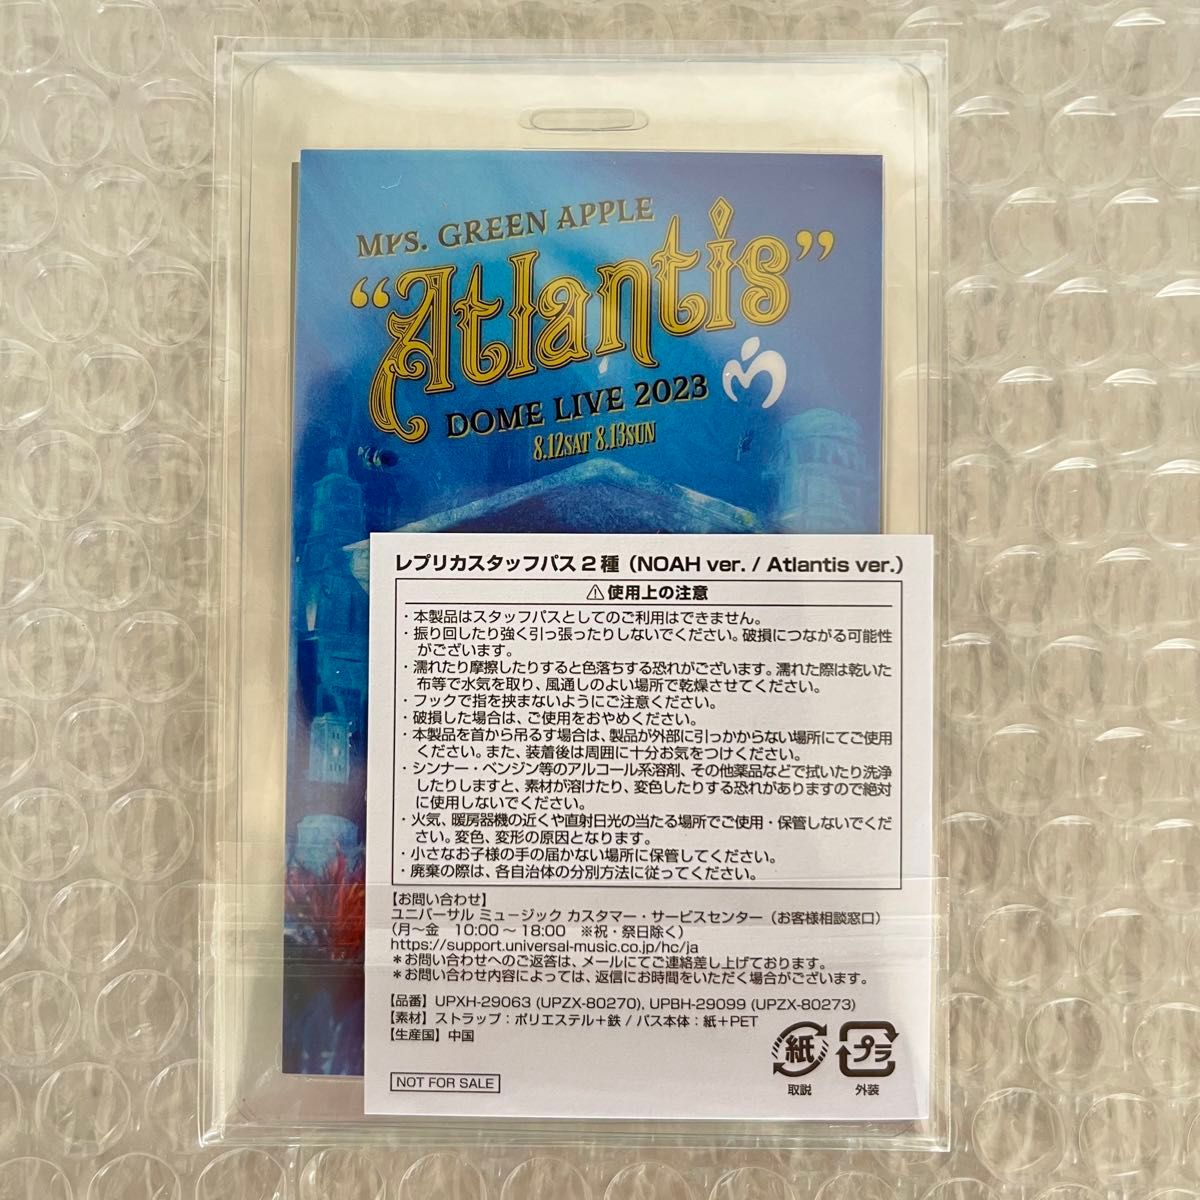 Mrs. GREEN APPLE
“Atlantis”
DOME LIVE 2023
8.12SAT 8.13SUN
レプリカスタッフパス2種（NOAH ver. / Atlantis ver.）
⚠使用上の注意
・本製品はスタッフパスとしてのご利用はできません。
・振り回したり強く引っ張ったりしないでください。破損につながる可能性
がございます。
・濡れたり摩擦したりすると色落ちする恐れがございます。濡れた際は乾いた
布等で水気を取り、風通しのよい場所で乾燥させてください。
・フックで指を挟まないようにご注意ください。
・破損した場合は、ご使用をおやめください。
・本製品を首から吊るす場合は、製品が外部に引っかからない場所にてご使用
ください。また、装着後は周囲に十分お気をつけください。
・シンナー・ベンジン等のアルコール系溶剤、その他薬品などで拭いたり洗浄
したりしますと、素材が溶けたり、変色したりする恐れがありますので絶対
に使用しないでください。
・火気、暖房器機の近くや直射日光の当たる場所でご使用・保管しないでくだ
さい。変色、変形の原因となります。
・小さなお子様の手の届かない場所に保管してください。
・廃棄の際は、各自治体の分別方法に従ってください。
【お問い合わせ】
ユニバーサル ミュージック カスタマー・サービスセンター（お客様相談窓口）
（月～金 10:00～18:00 ※祝・祭日除く）
https://support.universal-music.co.jp/hc/ja
＊お問い合わせへのご返答は、メールにてご連絡差し上げております。
＊お問い合わせ内容によっては、返信にお時間をいただく場合がございます。
【品番】UPXH-29063 (UPZX-80270), UPBH-29099 (UPZX-80273)
【素材】ストラップ：ポリエステル＋鉄 / パス本体：紙＋PET
【生産国】中国
NOT FOR SALE
紙
取説
プラ
外装